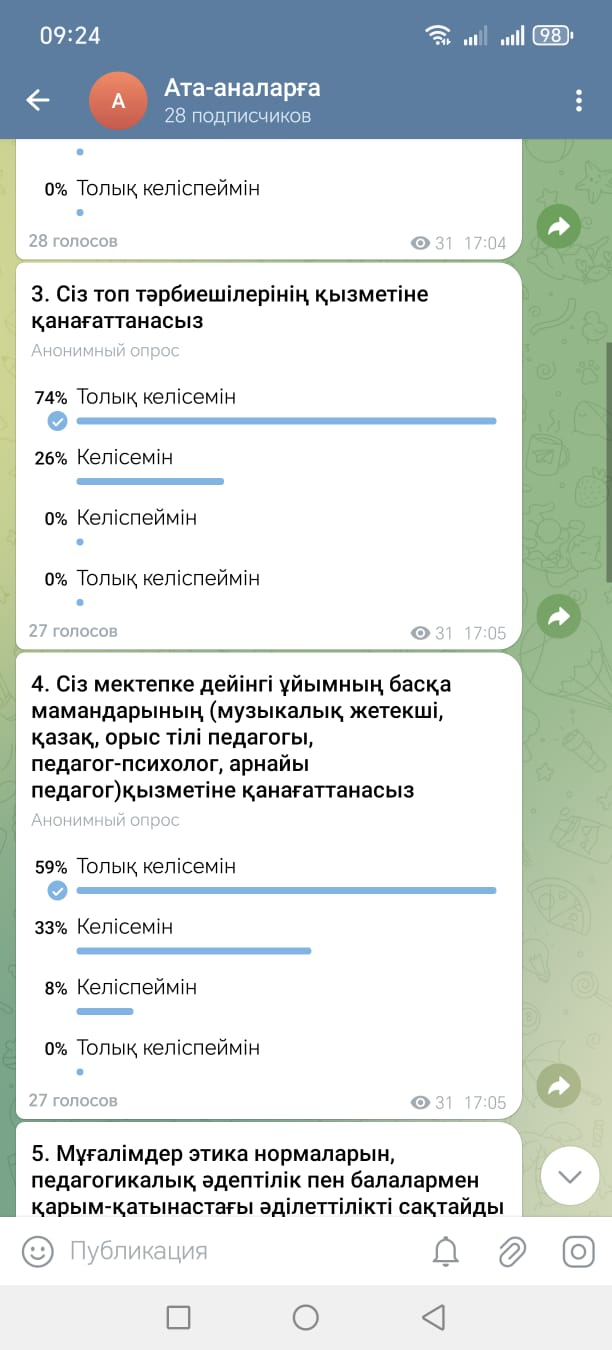 09:24
98
А
Ата-аналарға
28 подписчиков
0% Толық келіспеймін
28 голосов
31 17:04
3. Сіз топ тәрбиешілерінің қызметіне
қанағаттанасыз
Анонимный опрос
74% Толық келісемін
26% Келісемін
0% Келіспеймін
0% Толық келіспеймін
27 голосов
31 17:05
4. Сіз мектепке дейінгі ұйымның басқа
мамандарының (музыкалық жетекші,
қазақ, орыс тілі педагогы,
педагог-психолог, арнайы
педагог)қызметіне қанағаттанасыз
Анонимный опрос
59% Толық келісемін
33% Келісемін
8% Келіспеймін
0% Толық келіспеймін
27 голосов
31 17:05
5. Мұғалімдер этика нормаларын,
педагогикалық әдептілік пен балалармен
қарым-қатынастағы әділеттілікті сақтайды
Публикация